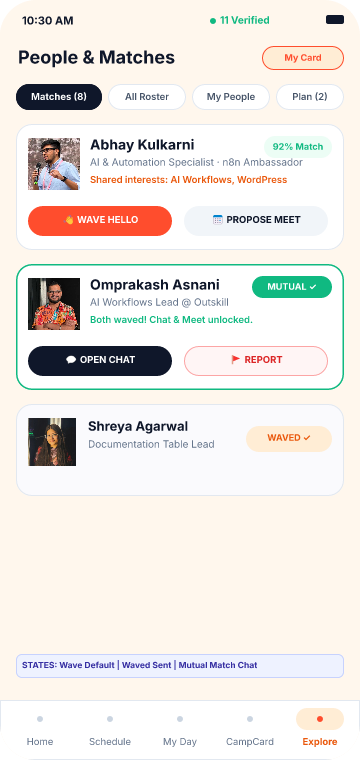 10:30 AM
11 Verified
People & Matches
My Card
Matches (8)
All Roster
My People
Plan (2)
Abhay Kulkarni
92% Match
AI & Automation Specialist · n8n Ambassador
Shared interests: AI Workflows, WordPress
👋 WAVE HELLO
🗓️ PROPOSE MEET
Omprakash Asnani
MUTUAL ✓
AI Workflows Lead @ Outskill
Both waved! Chat & Meet unlocked.
💬 OPEN CHAT
🚩 REPORT
Shreya Agarwal
Documentation Table Lead
WAVED ✓
STATES: Wave Default | Waved Sent | Mutual Match Chat
Home
Schedule
My Day
CampCard
Explore